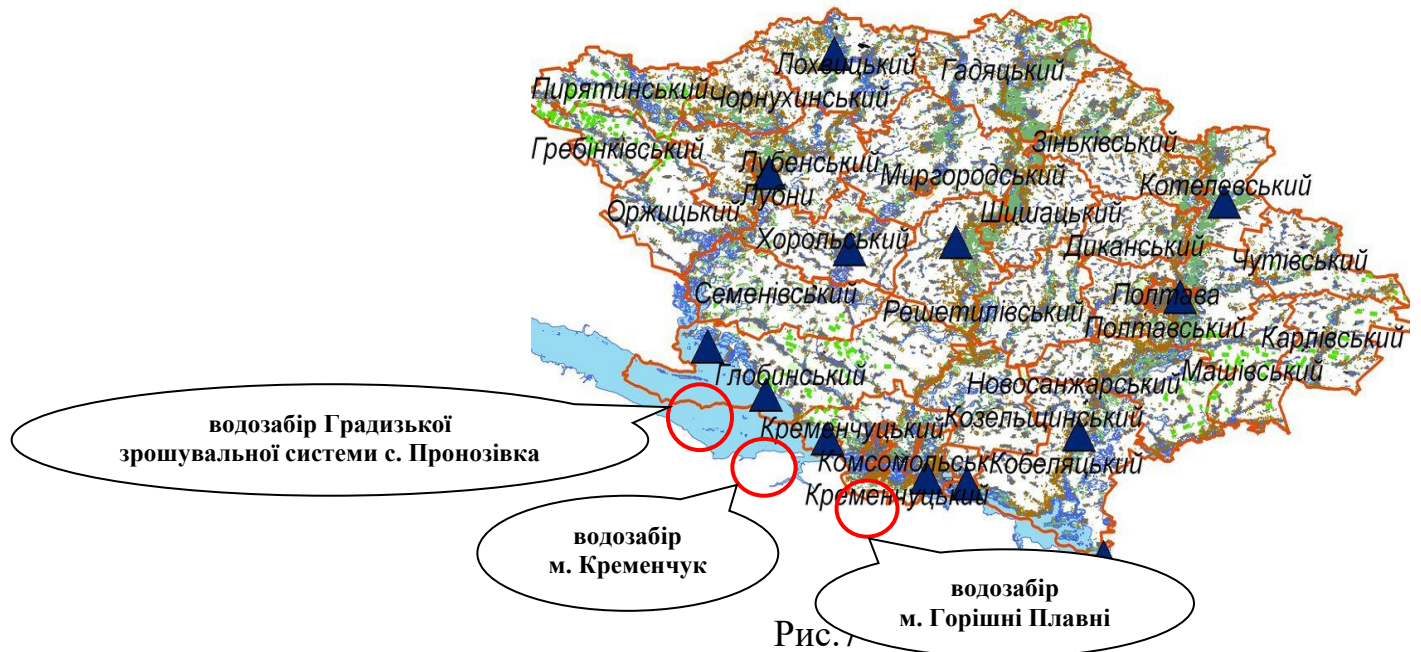 Лохвицький
Гадяцький
Пирятинський
Чорнухинський
Гребінківський
Зіньківський
Лубенський
Миргородський
Котелевський
Лубни
Оржицький
Шишацький
Хорольський
Диканський
Чутівський
Семенівський
Полтава
Решетилівський
Полтавський
Карлівський
Глобинський
Новосанжарський
Машівський
Козельщинський
Кременчуцький
Комсомольськ
Кобеляцький
Кременчуцький
водозабір Градизької
зрошувальної системи с. Пронозівка
водозабір
м. Кременчук
водозабір
м. Горішні Плавні
Рис.